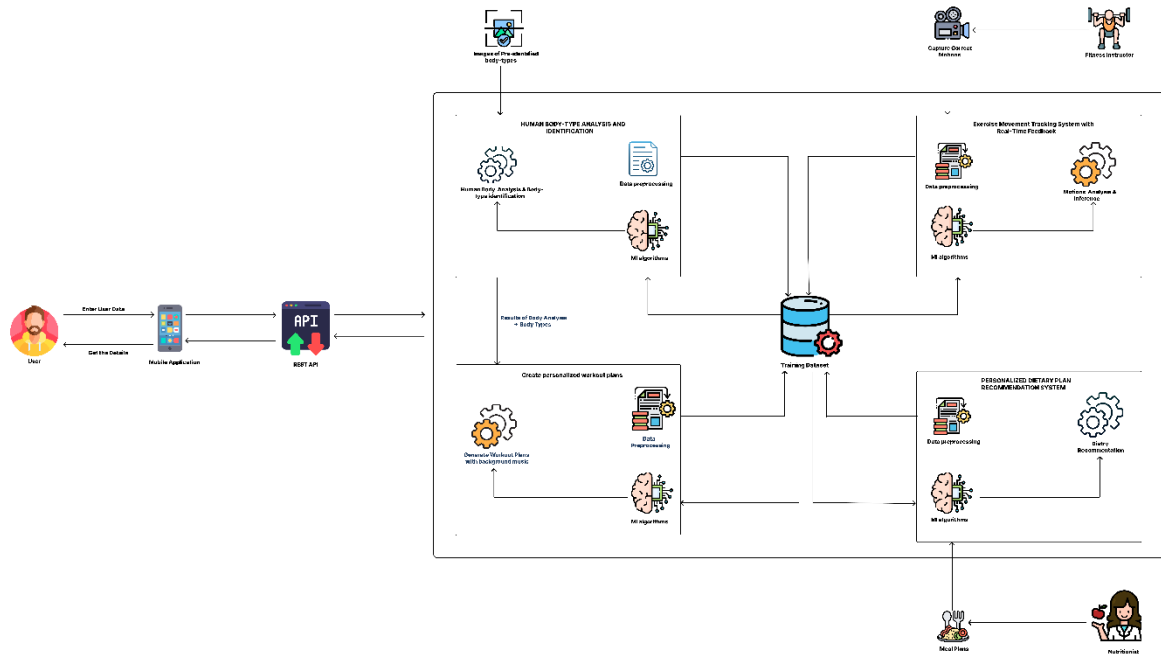 Images of Pre-identified
body-types
Capture Correct
Motions
Fitness Instructor
HUMAN BODY-TYPE ANALYSIS AND
IDENTIFICATION
Human Body Analysis & Body-
type identification
Data preprocessing
Ml algorithms
Exercise Movement Tracking System with
Real-Time Feedback
Data preprocessing
Motions Analysis &
Inference
Ml algorithms
Enter User Data
Get the Details
User
Mobile Application
API
REST API
Results of Body Analyse
+ Body Types
Training Dataset
Create personalized workout plans
Generate Workout Plans
with background music
Data
Preprocessing
Ml algorithms
PERSONALIZED DIETARY PLAN
RECOMMENDATION SYSTEM
Data preprocessing
Dietry
Recommentation
Ml algorithms
Meal Plans
Nutritionist